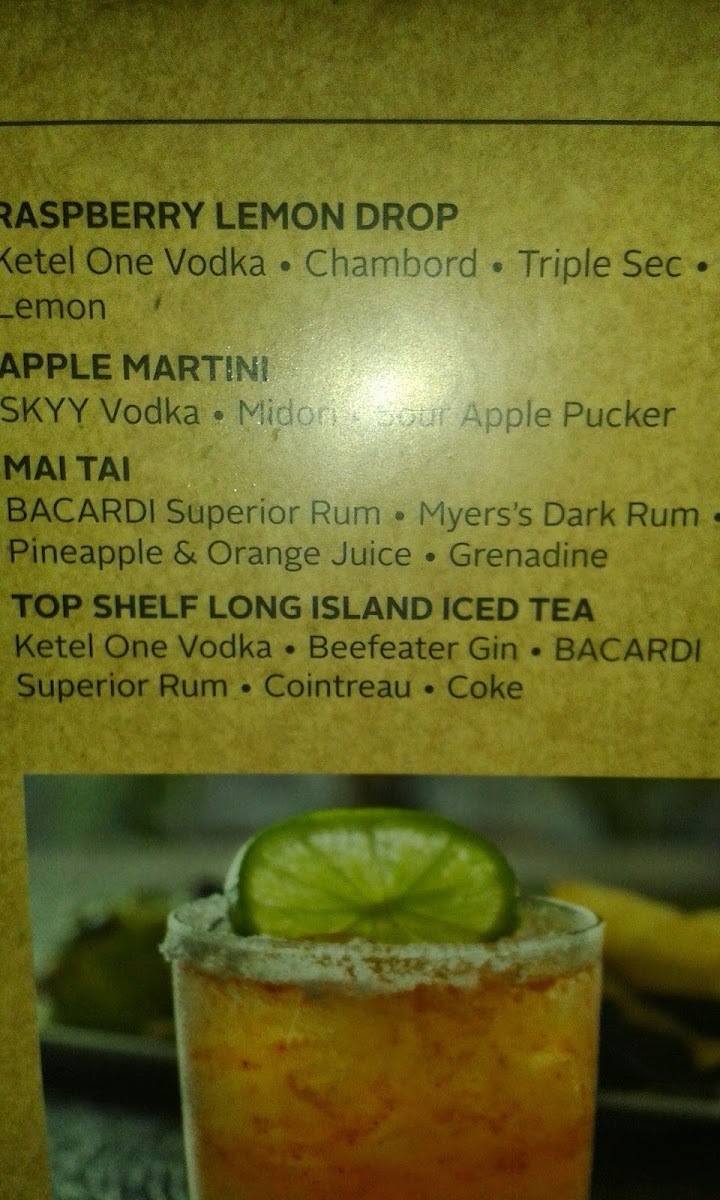 RASPBERRY LEMON DROP
Ketel One Vodka • Chambord • Triple Sec •
Lemon
APPLE MARTINI
SKYY Vodka • Midori • Sour Apple Pucker
MAI TAI
BACARDI Superior Rum • Myers's Dark Rum •
Pineapple & Orange Juice • Grenadine
TOP SHELF LONG ISLAND ICED TEA
Ketel One Vodka • Beefeater Gin • BACARDI
Superior Rum • Cointreau • Coke